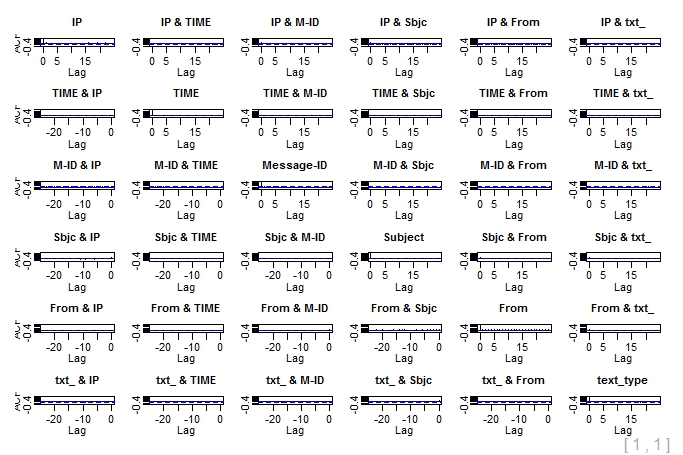 IP IP & TIME IP & M-ID IP & Sbjc IP & From IP & txt_
ACF -0.4 -0.4 -0.4 -0.4 -0.4 -0.4
0 5 15 0 5 15 0 5 15 0 5 15 0 5 15 0 5 15
Lag Lag Lag Lag Lag Lag
TIME & IP TIME TIME & M-ID TIME & Sbjc TIME & From TIME & txt_
ACF -0.4 -0.4 -0.4 -0.4 -0.4 -0.4
-20 -10 0 0 5 15 0 5 15 0 5 15 0 5 15 0 5 15
Lag Lag Lag Lag Lag Lag
M-ID & IP M-ID & TIME Message-ID M-ID & Sbjc M-ID & From M-ID & txt_
ACF -0.4 -0.4 -0.4 -0.4 -0.4 -0.4
-20 -10 0 -20 -10 0 0 5 15 0 5 15 0 5 15 0 5 15
Lag Lag Lag Lag Lag Lag
Sbjc & IP Sbjc & TIME Sbjc & M-ID Subject Sbjc & From Sbjc & txt_
ACF -0.4 -0.4 -0.4 -0.4 -0.4 -0.4
-20 -10 0 -20 -10 0 -20 -10 0 0 5 15 0 5 15 0 5 15
Lag Lag Lag Lag Lag Lag
From & IP From & TIME From & M-ID From & Sbjc From From & txt_
ACF -0.4 -0.4 -0.4 -0.4 -0.4 -0.4
-20 -10 0 -20 -10 0 -20 -10 0 -20 -10 0 0 5 15 0 5 15
Lag Lag Lag Lag Lag Lag
txt_ & IP txt_ & TIME txt_ & M-ID txt_ & Sbjc txt_ & From text_type
ACF -0.4 -0.4 -0.4 -0.4 -0.4 -0.4
-20 -10 0 -20 -10 0 -20 -10 0 -20 -10 0 -20 -10 0 0 5 15
Lag Lag Lag Lag Lag Lag
[1,1]